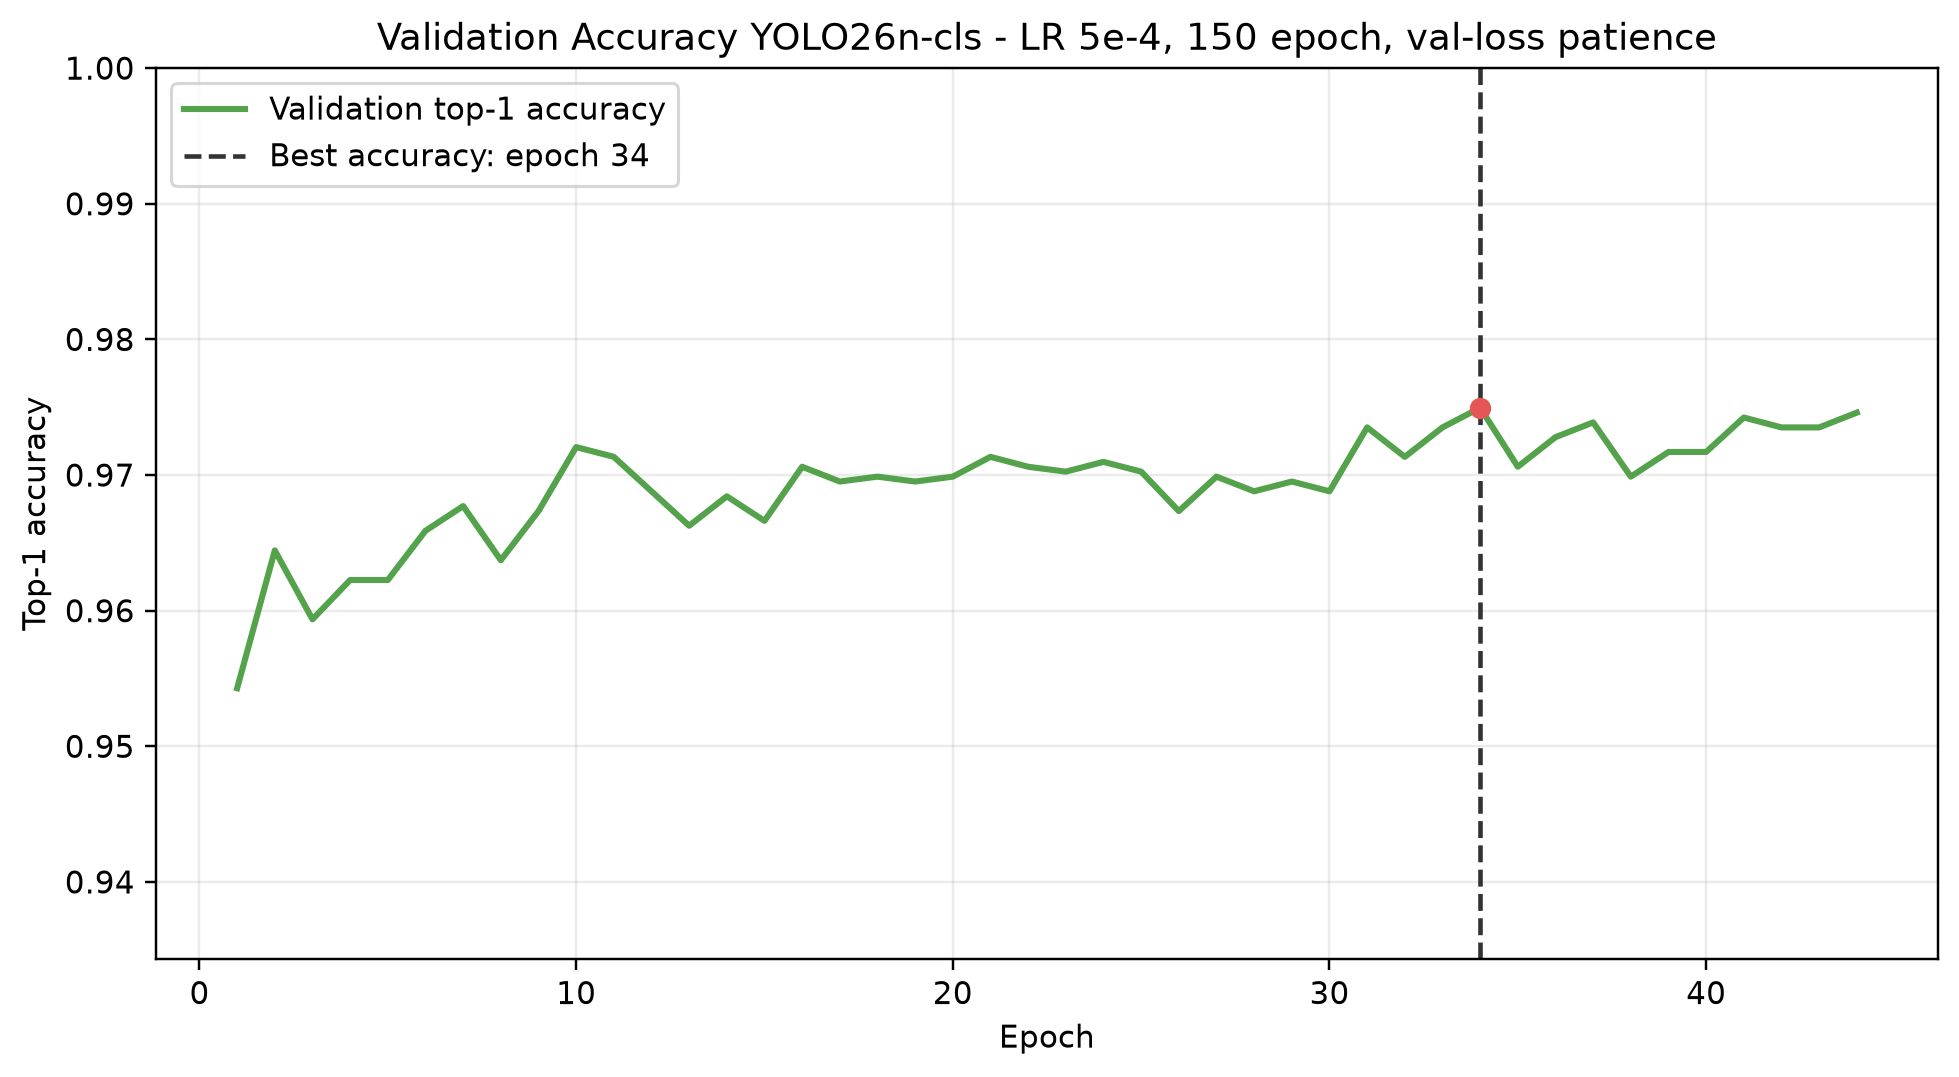 Validation Accuracy YOLO26n-cls - LR 5e-4, 150 epoch, val-loss patience
Validation top-1 accuracy
Best accuracy: epoch 34
Top-1 accuracy
1.00
0.99
0.98
0.97
0.96
0.95
0.94
0
10
20
30
40
Epoch